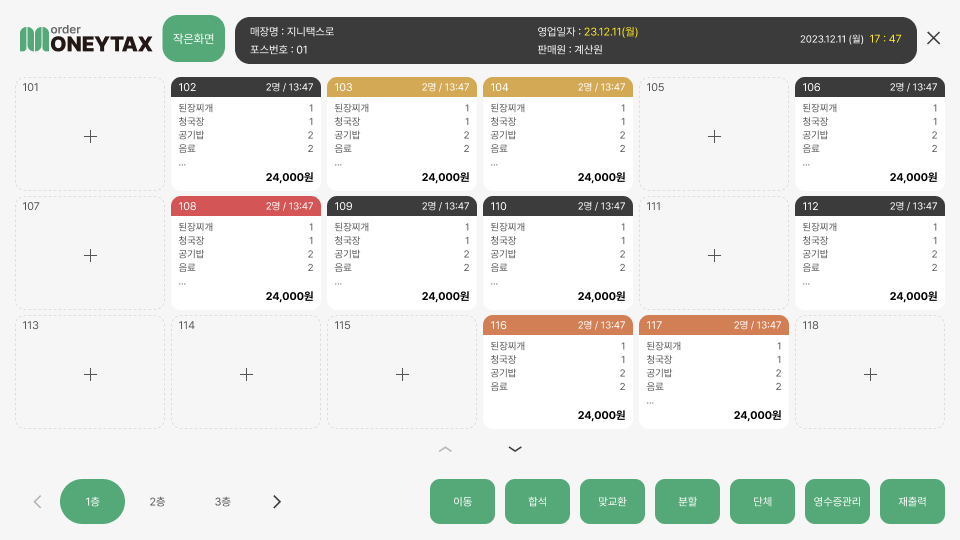 order
MONEYTAX
작은화면
매장명 : 지니택스로
포스번호 : 01
영업일자 : 23.12.11(월)
판매원 : 계산원
2023.12.11 (월) 17 : 47
101
102 2명 / 13:47
된장찌개 1
청국장 1
공기밥 2
음료 2
...
24,000원
103 2명 / 13:47
된장찌개 1
청국장 1
공기밥 2
음료 2
...
24,000원
104 2명 / 13:47
된장찌개 1
청국장 1
공기밥 2
음료 2
...
24,000원
105
106 2명 / 13:47
된장찌개 1
청국장 1
공기밥 2
음료 2
...
24,000원
107
108 2명 / 13:47
된장찌개 1
청국장 1
공기밥 2
음료 2
...
24,000원
109 2명 / 13:47
된장찌개 1
청국장 1
공기밥 2
음료 2
...
24,000원
110 2명 / 13:47
된장찌개 1
청국장 1
공기밥 2
음료 2
...
24,000원
111
112 2명 / 13:47
된장찌개 1
청국장 1
공기밥 2
음료 2
...
24,000원
113
114
115
116 2명 / 13:47
된장찌개 1
청국장 1
공기밥 2
음료 2
24,000원
117 2명 / 13:47
된장찌개 1
청국장 1
공기밥 2
음료 2
...
24,000원
118
1층
2층
3층
이동
합석
맞교환
분할
단체
영수증관리
재출력